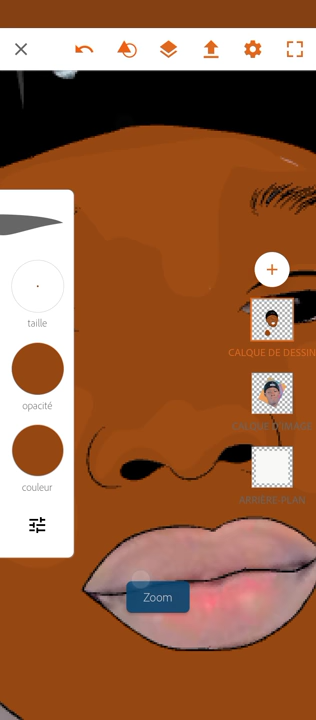 taille
CALQUE DE DESSIN
opacité
CALQUE D'IMAGE
couleur
ARRIÈRE-PLAN
Zoom